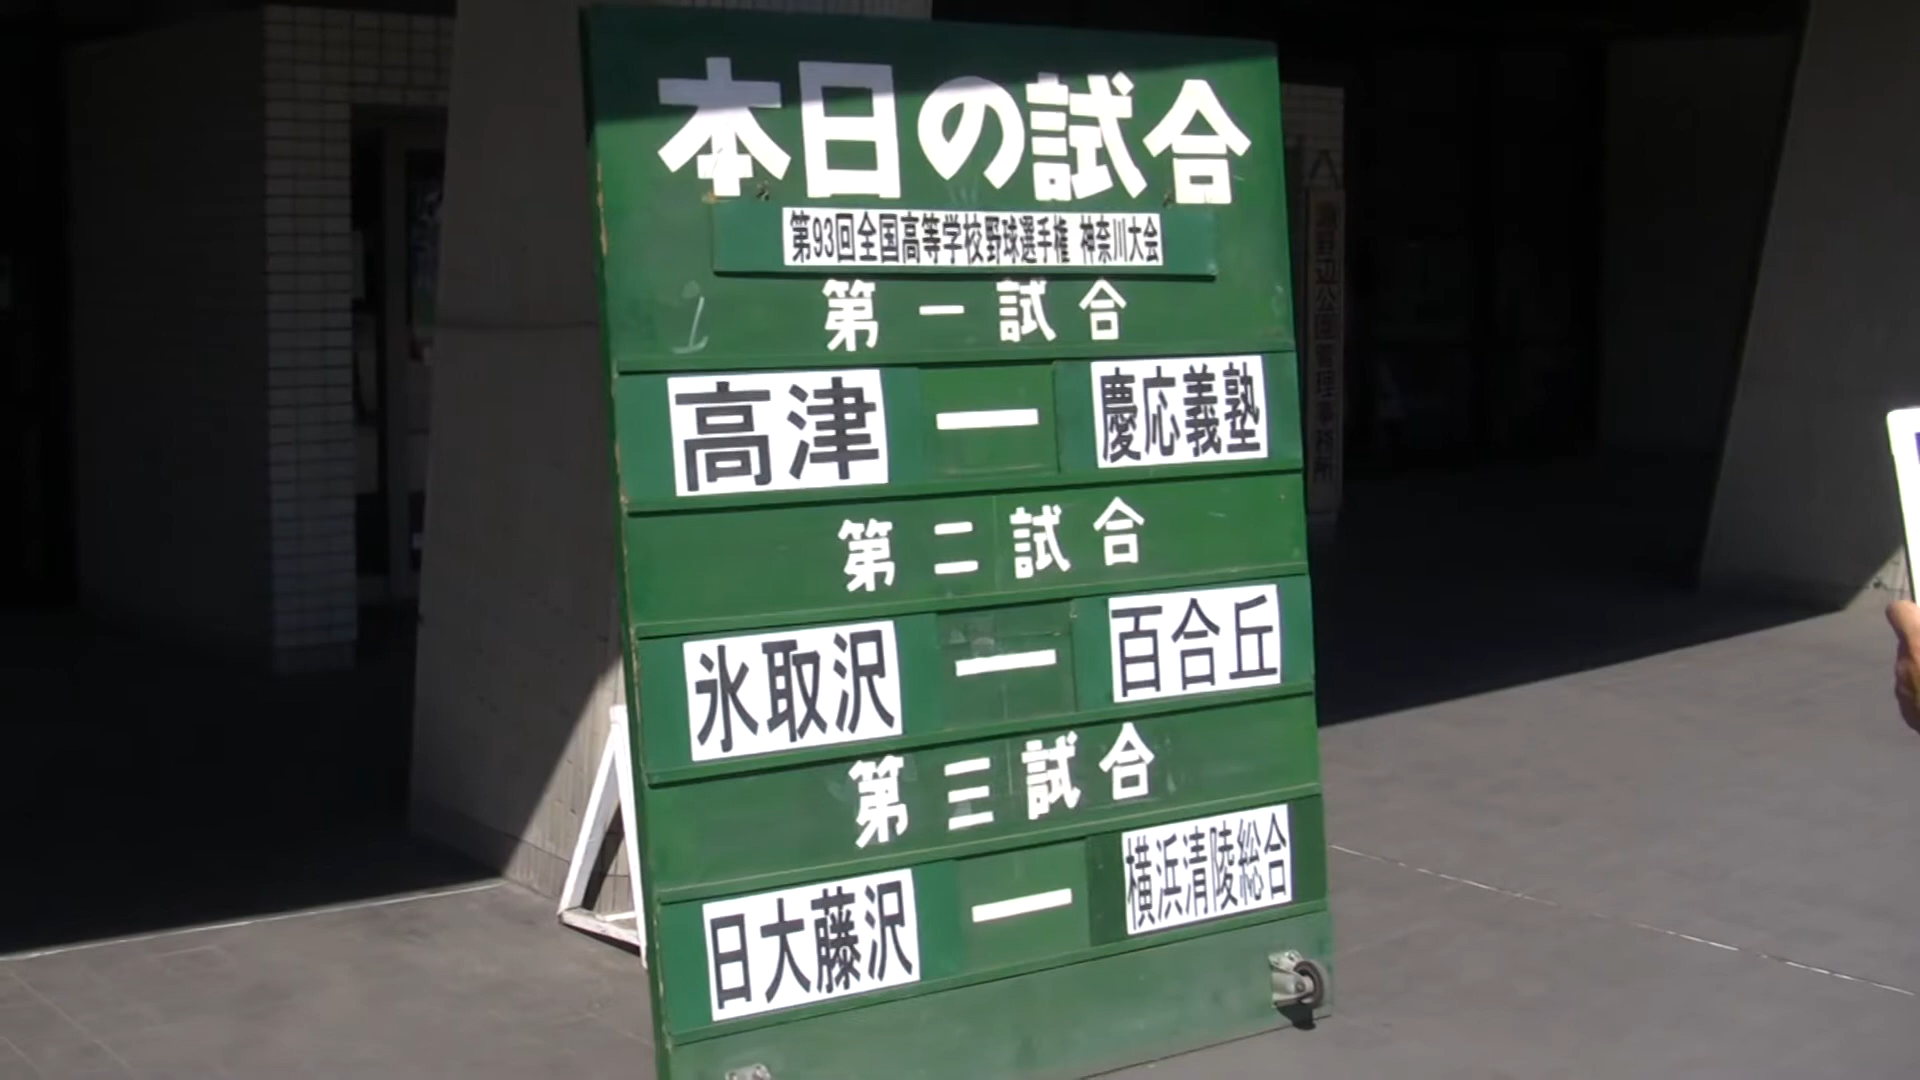 本日の試合
第93回全国高等学校野球選手権 神奈川大会
第一試合
高津 ー 慶応義塾
第二試合
氷取沢 ー 百合丘
第三試合
日大藤沢 ー 横浜清陵総合